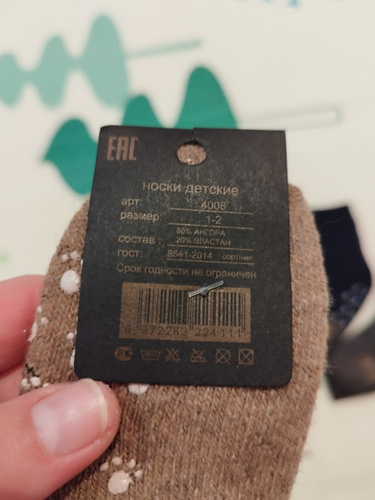 EAC
носки детские
арт. 4008
размер: 1-2
80% АНГОРА
состав: 20% ЭЛАСТАН
гост: 8541-2014 сортные
Срок годности не ограничен